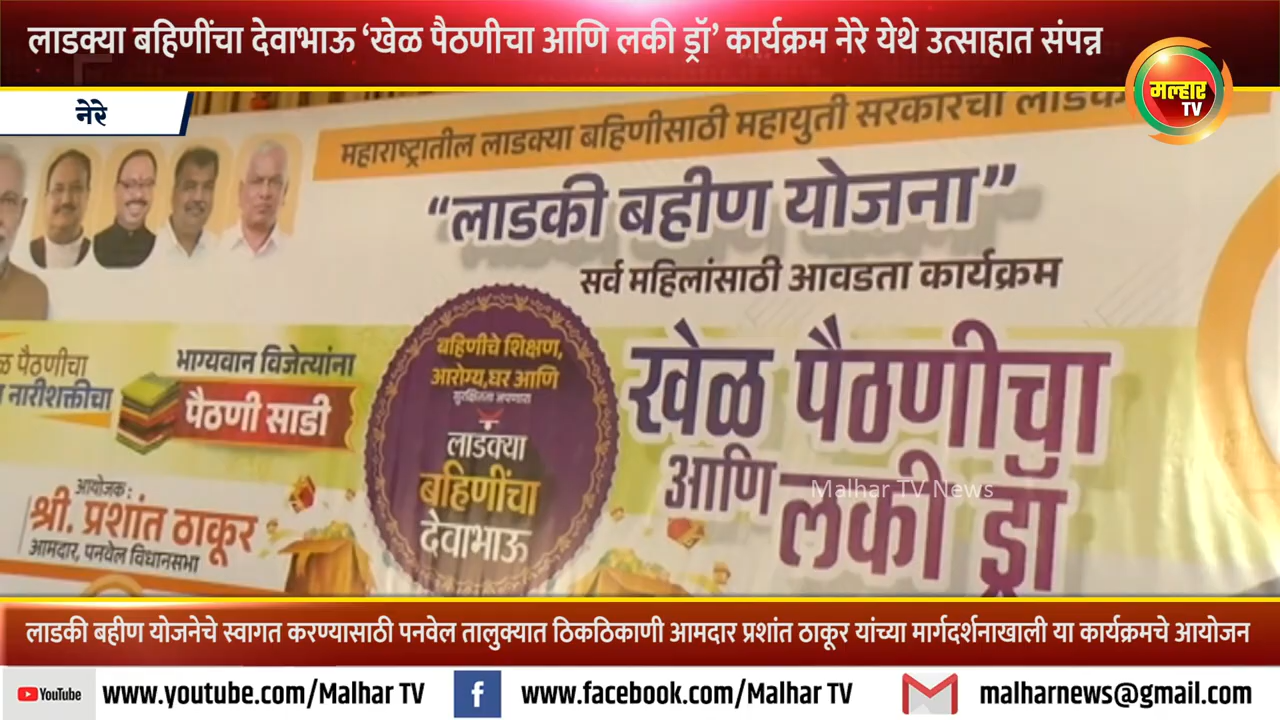 लाडक्या बहिणींचा देवाभाऊ ‘खेळ पैठणीचा आणि लकी ड्रॉ’ कार्यक्रम नेरे येथे उत्साहात संपन्न
नेरे
मल्हार
TV
महाराष्ट्रातील लाडक्या बहिणीसाठी महायुती सरकारचा
“लाडकी बहीण योजना”
सर्व महिलांसाठी आवडता कार्यक्रम
पैठणीचा
नारीशक्तीचा
भाग्यवान विजेत्यांना
पैठणी साडी
आयोजक :
श्री. प्रशांत ठाकूर
आमदार, पनवेल विधानसभा
बहिणींचे शिक्षण,
आरोग्य,घर आणि
सुरक्षितता जपणारा
लाडक्या
बहिणींचा
देवाभाऊ
खेळ पैठणीचा
आणि लकी ड्रॉ
Malhar TV News
लाडकी बहीण योजनेचे स्वागत करण्यासाठी पनवेल तालुक्यात ठिकठिकाणी आमदार प्रशांत ठाकूर यांच्या मार्गदर्शनाखाली या कार्यक्रमचे आयोजन
YouTube www.youtube.com/Malhar TV f www.facebook.com/Malhar TV malharnews@gmail.com